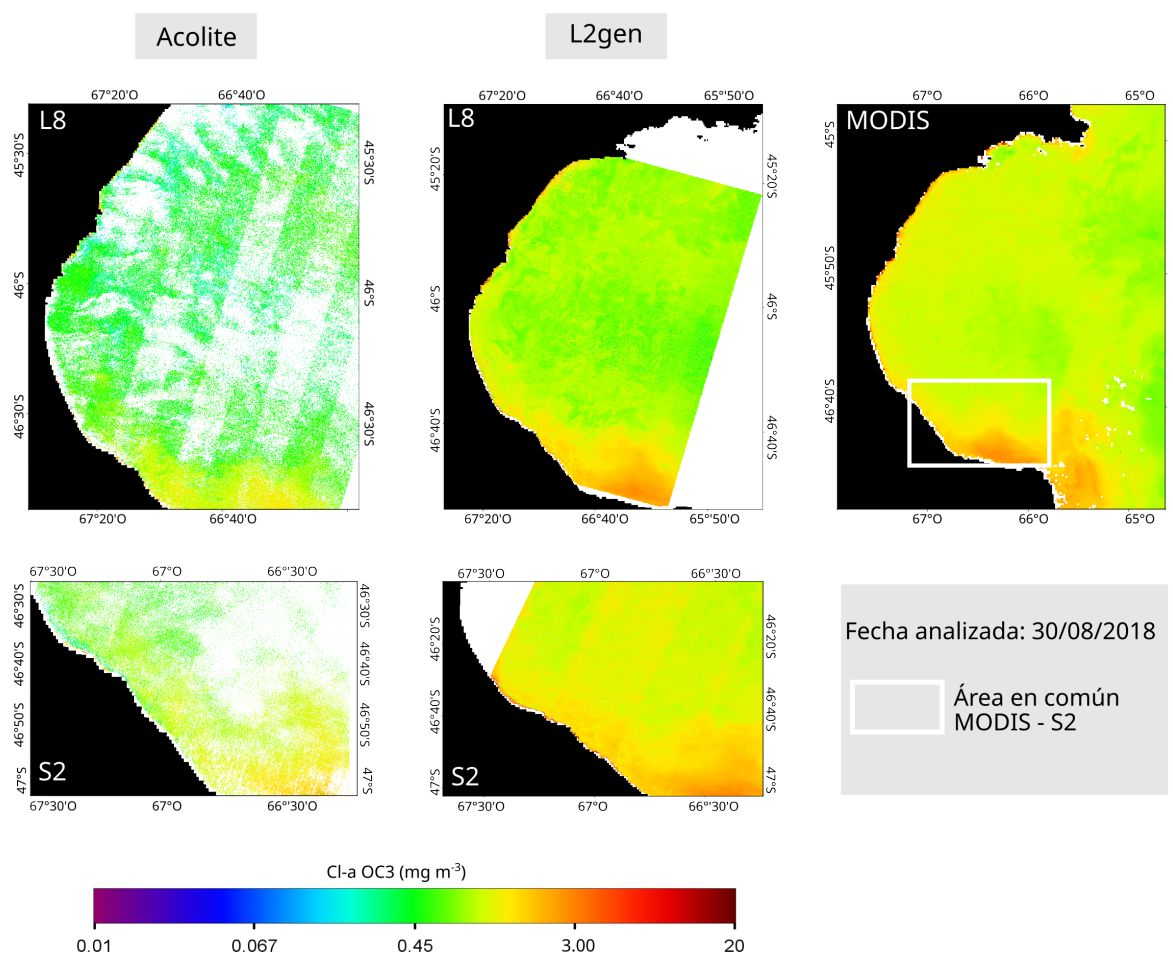 Acolite
L2gen
67°20'O 66°40'O
67°20'O 66°40'O 65°50'O
67°O 66°O 65°O
L8
L8
MODIS
45°30'S
46°S
46°30'S
45°30'S
46°S
46°30'S
45°20'S
46°S
46°40'S
45°20'S
46°S
46°40'S
45°S
45°50'S
46°40'S
67°20'O 66°40'O
67°20'O 66°40'O 65°50'O
67°O 66°O 65°O
67°30'O 67°O 66°30'O
67°30'O 67°O 66°30'O
46°30'S
46°40'S
46°50'S
47°S
46°30'S
46°40'S
46°50'S
47°S
46°20'S
46°40'S
47°S
46°20'S
46°40'S
47°S
S2
S2
67°30'O 67°O 66°30'O
67°30'O 67°O 66°30'O
Fecha analizada: 30/08/2018
Área en común
MODIS - S2
Cl-a OC3 (mg m⁻³)
0.01 0.067 0.45 3.00 20